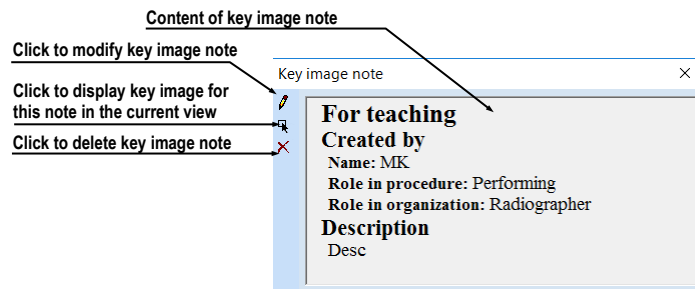 Content of key image note
Click to modify key image note
Click to display key image for
this note in the current view
Click to delete key image note
Key image note
For teaching
Created by
Name: MK
Role in procedure: Performing
Role in organization: Radiographer
Description
Desc